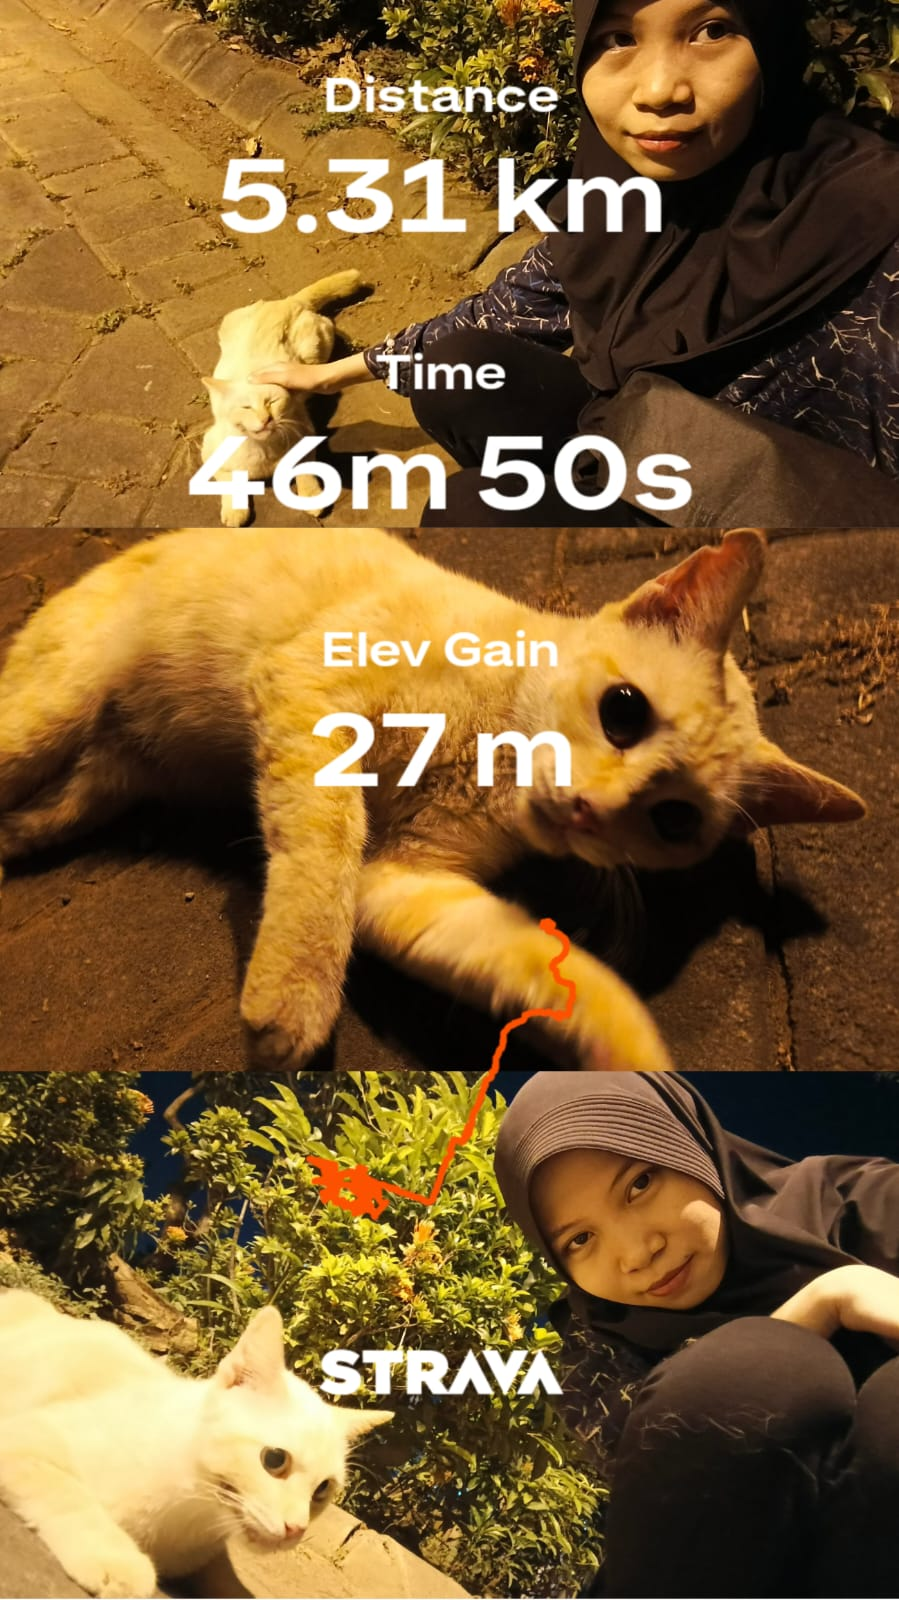 Distance
5.31 km
Time
46m 50s
Elev Gain
27 m
STRAVA